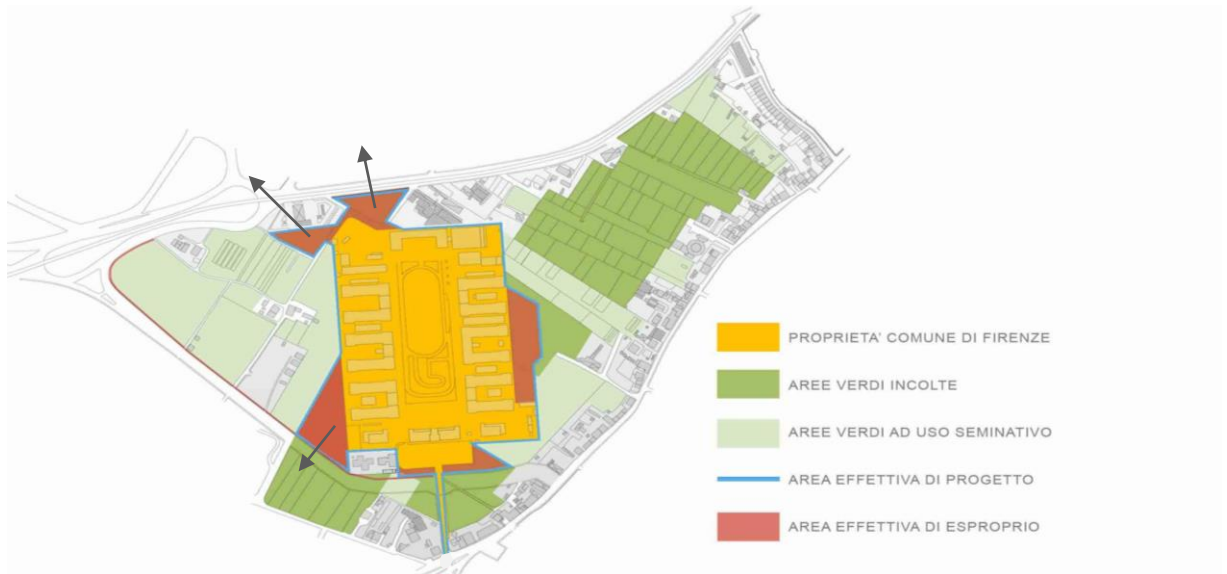 PROPRIETA' COMUNE DI FIRENZE
AREE VERDI INCOLTE
AREE VERDI AD USO SEMINATIVO
AREA EFFETTIVA DI PROGETTO
AREA EFFETTIVA DI ESPROPRIO